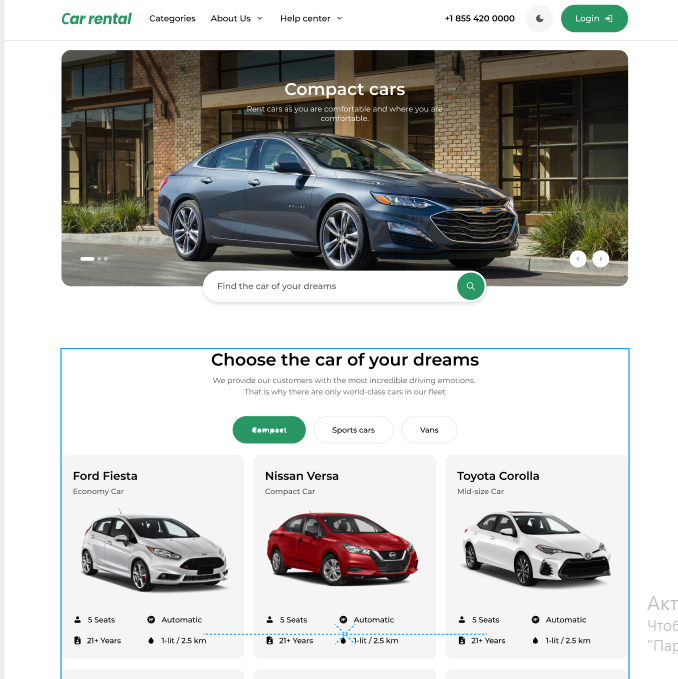 Car rental Categories About Us Help center +1 855 420 0000 Login
Compact cars
Rent cars as you are comfortable and where you are
comfortable.
Find the car of your dreams
Choose the car of your dreams
We provide our customers with the most incredible driving emotions.
That is why there are only world-class cars in our fleet
Compact Sports cars Vans
Ford Fiesta
Economy Car
5 Seats Automatic
21+ Years 1-lit / 2.5 km
Nissan Versa
Compact Car
5 Seats Automatic
21+ Years 1-lit / 2.5 km
Toyota Corolla
Mid-size Car
5 Seats Automatic
21+ Years 1-lit / 2.5 km
Акт
Чтоб
"Пар